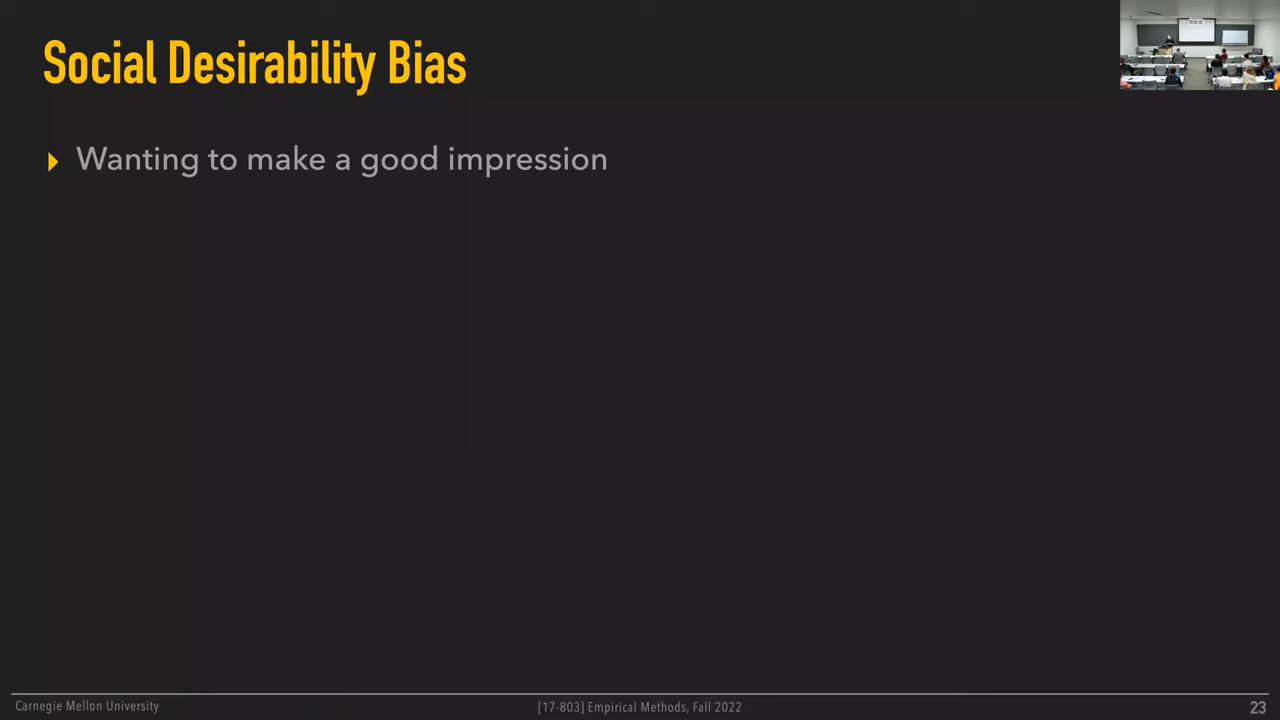 Social Desirability Bias
Wanting to make a good impression
Carnegie Mellon University
[17-803] Empirical Methods, Fall 2022
23